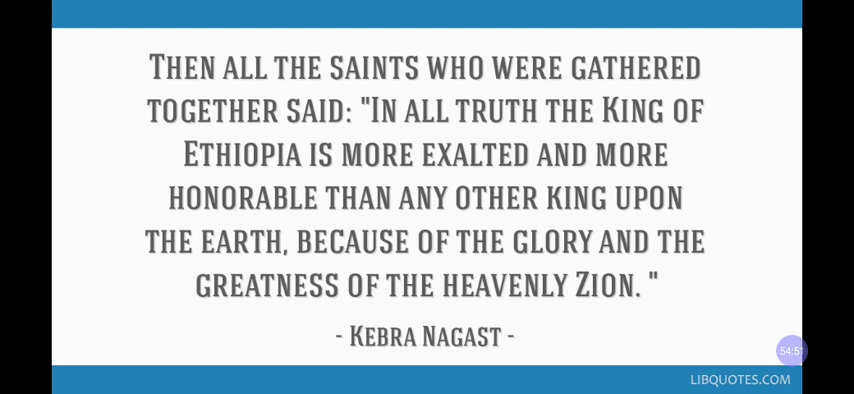 Then all the saints who were gathered
together said: "In all truth the King of
Ethiopia is more exalted and more
honorable than any other king upon
the earth, because of the glory and the
greatness of the heavenly Zion. "
- Kebra Nagast -
54:51
LIBQUOTES.COM